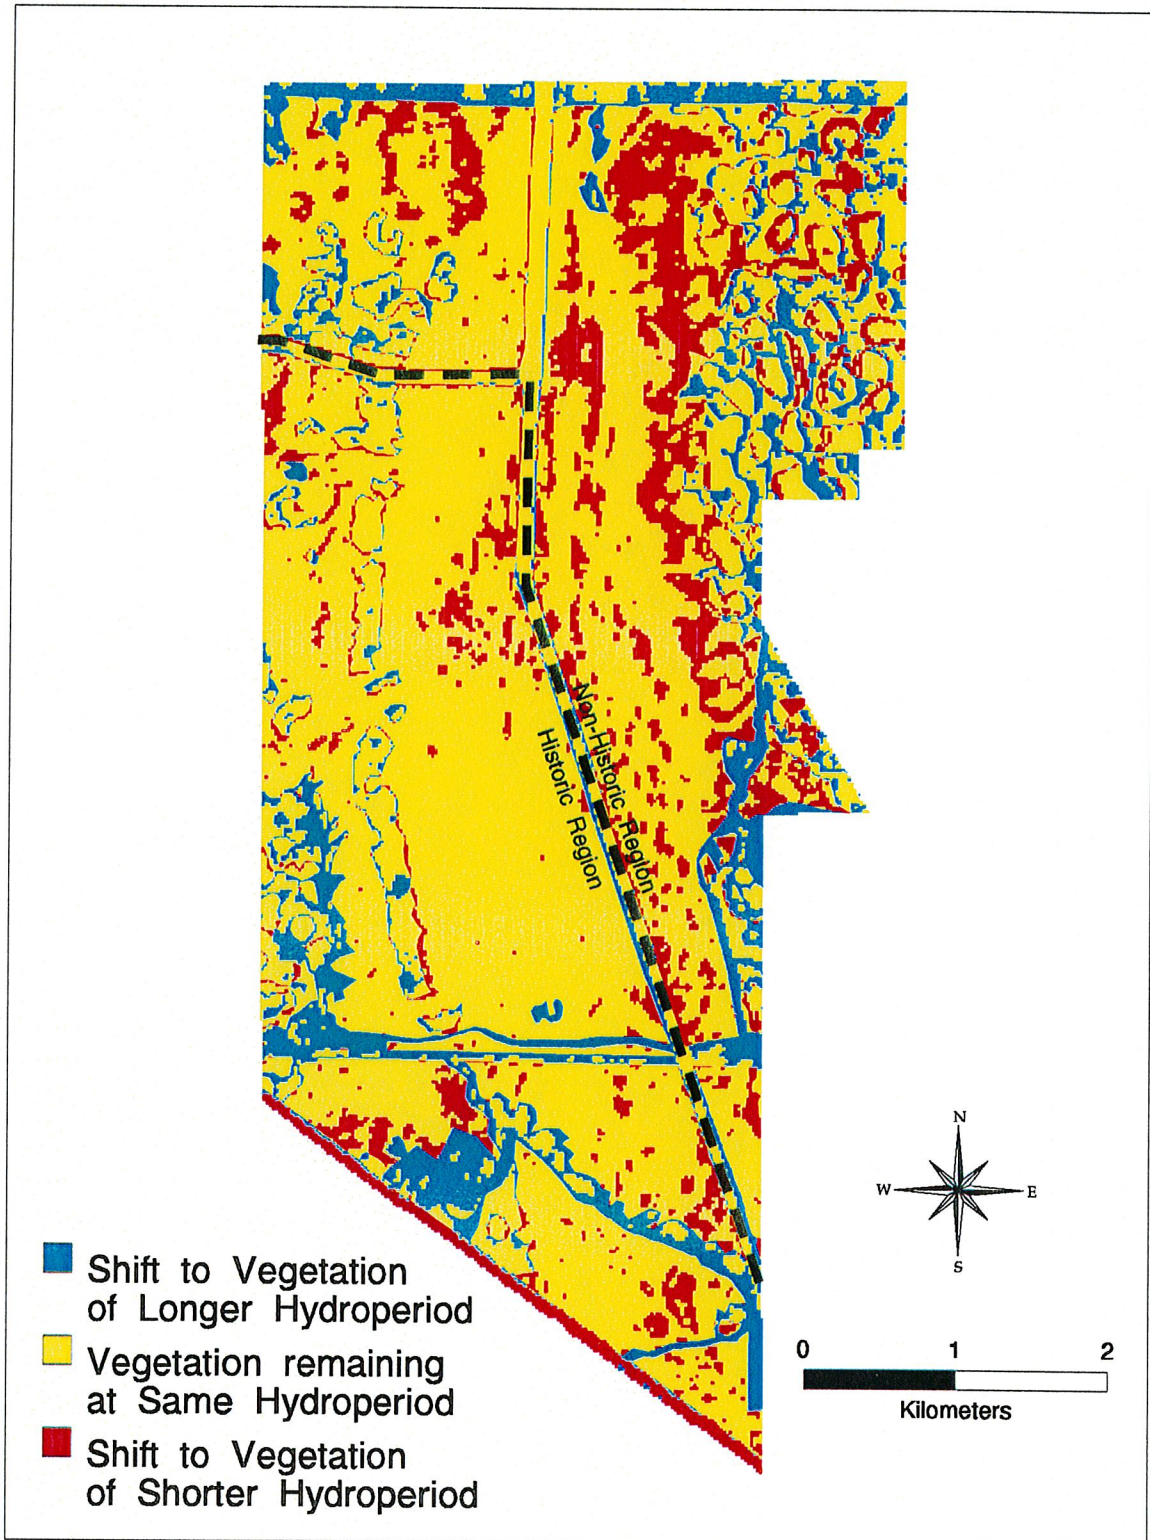 Non-Historic Region
Historic Region
N
W
E
S
Shift to Vegetation
of Longer Hydroperiod
Vegetation remaining
at Same Hydroperiod
Shift to Vegetation
of Shorter Hydroperiod
0 1 2
Kilometers